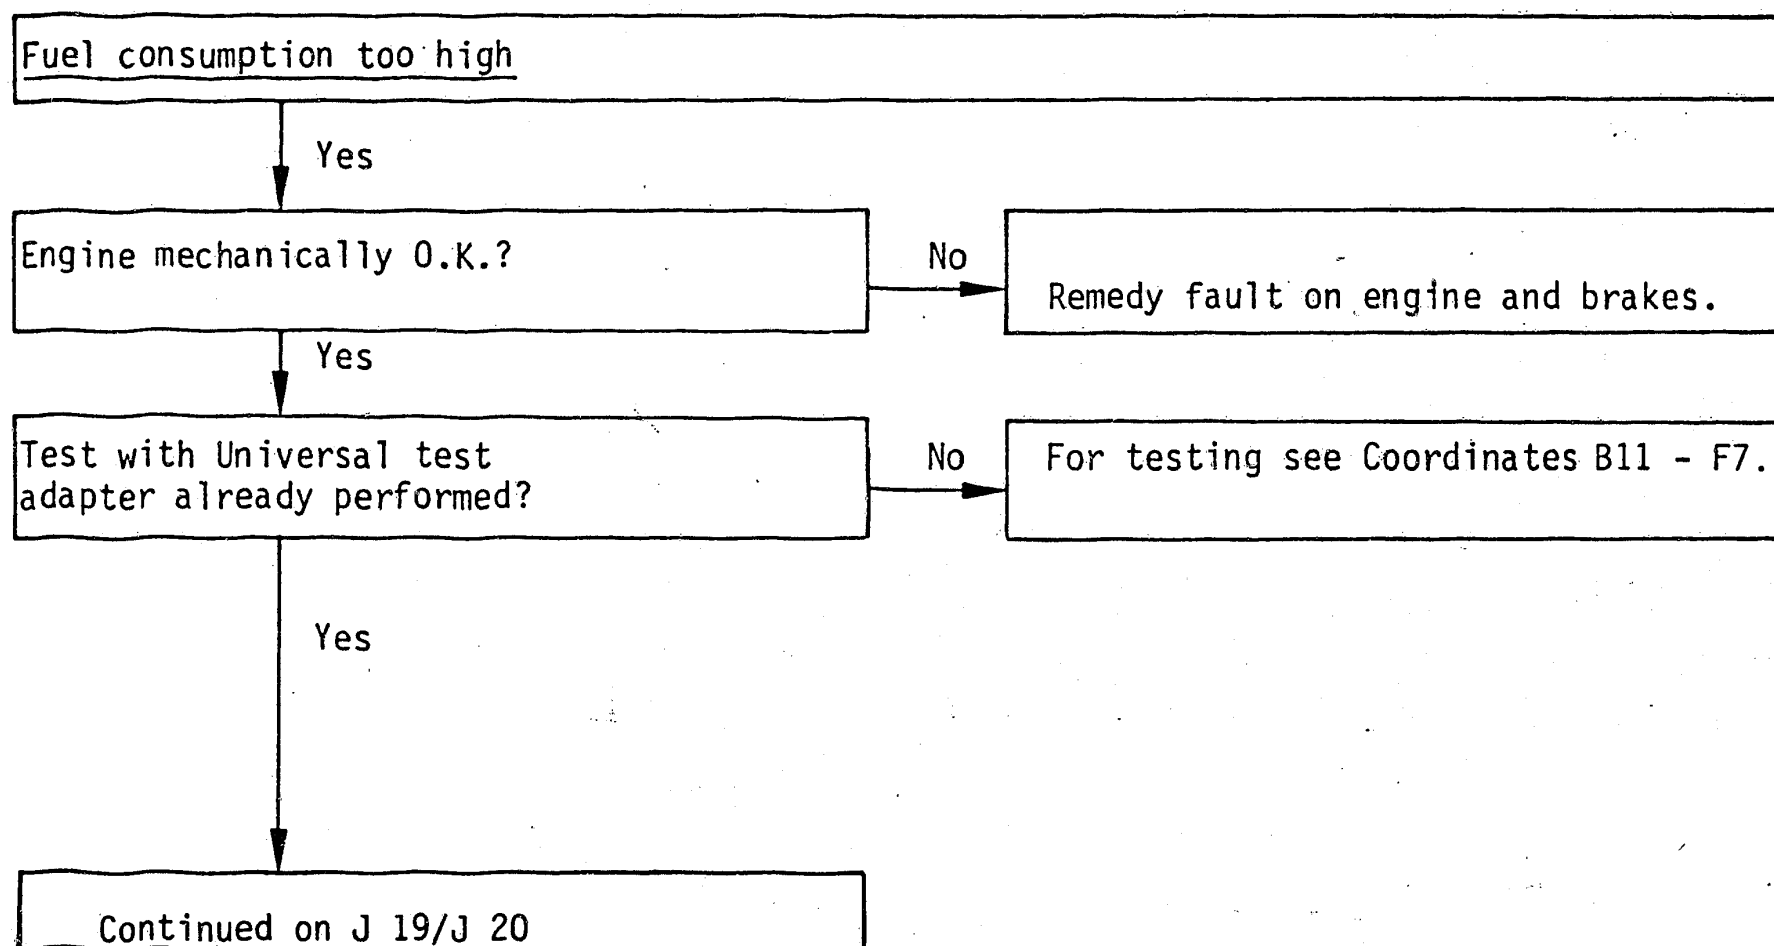 Fuel consumption too high
Yes
Engine mechanically O.K.?
No
Remedy fault on engine and brakes.
Yes
Test with Universal test
adapter already performed?
No
For testing see Coordinates B11 - F7.
Yes
Continued on J 19/J 20